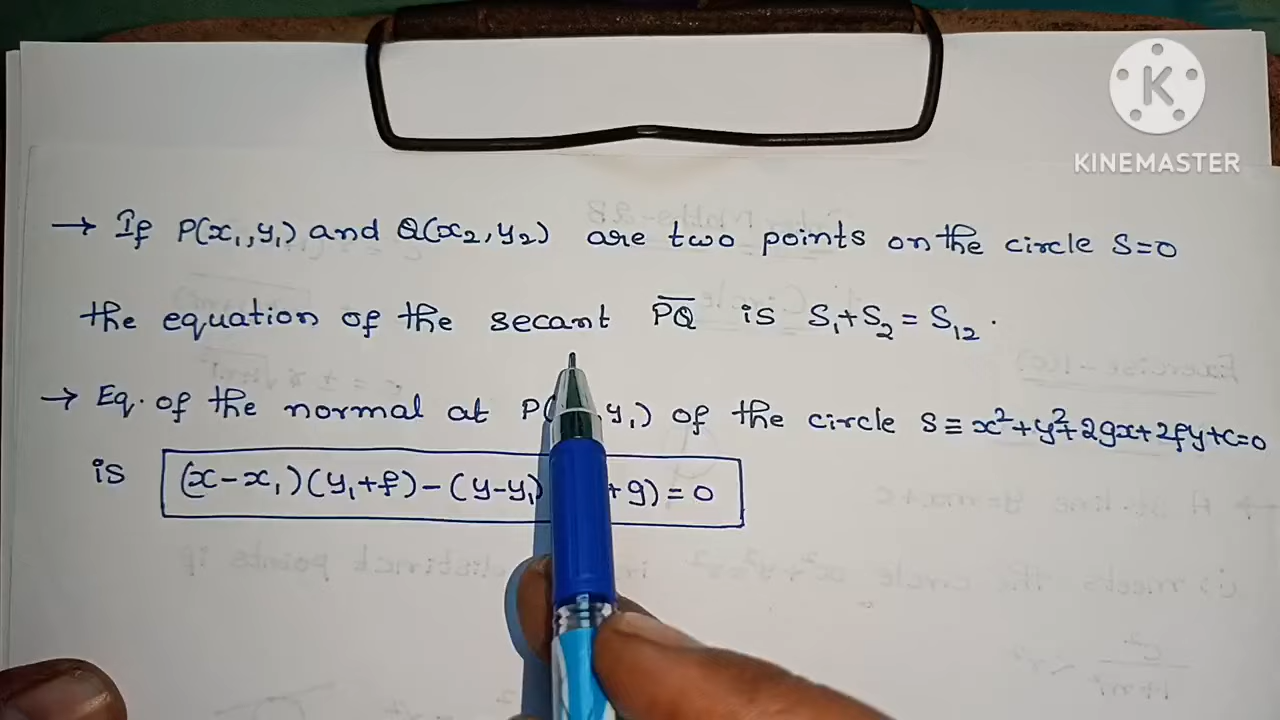 KINEMASTER
→ If P(x₁,y₁) and Q(x₂,y₂) are two points on the circle S=0
the equation of the secant P̅Q̅ is S₁+S₂ = S₁₂.
→ Eq. of the normal at P( ,y₁) of the circle S ≡ x²+y²+2gx+2fy+c=0
is (x-x₁)(y₁+f)-(y-y₁) +g)=0